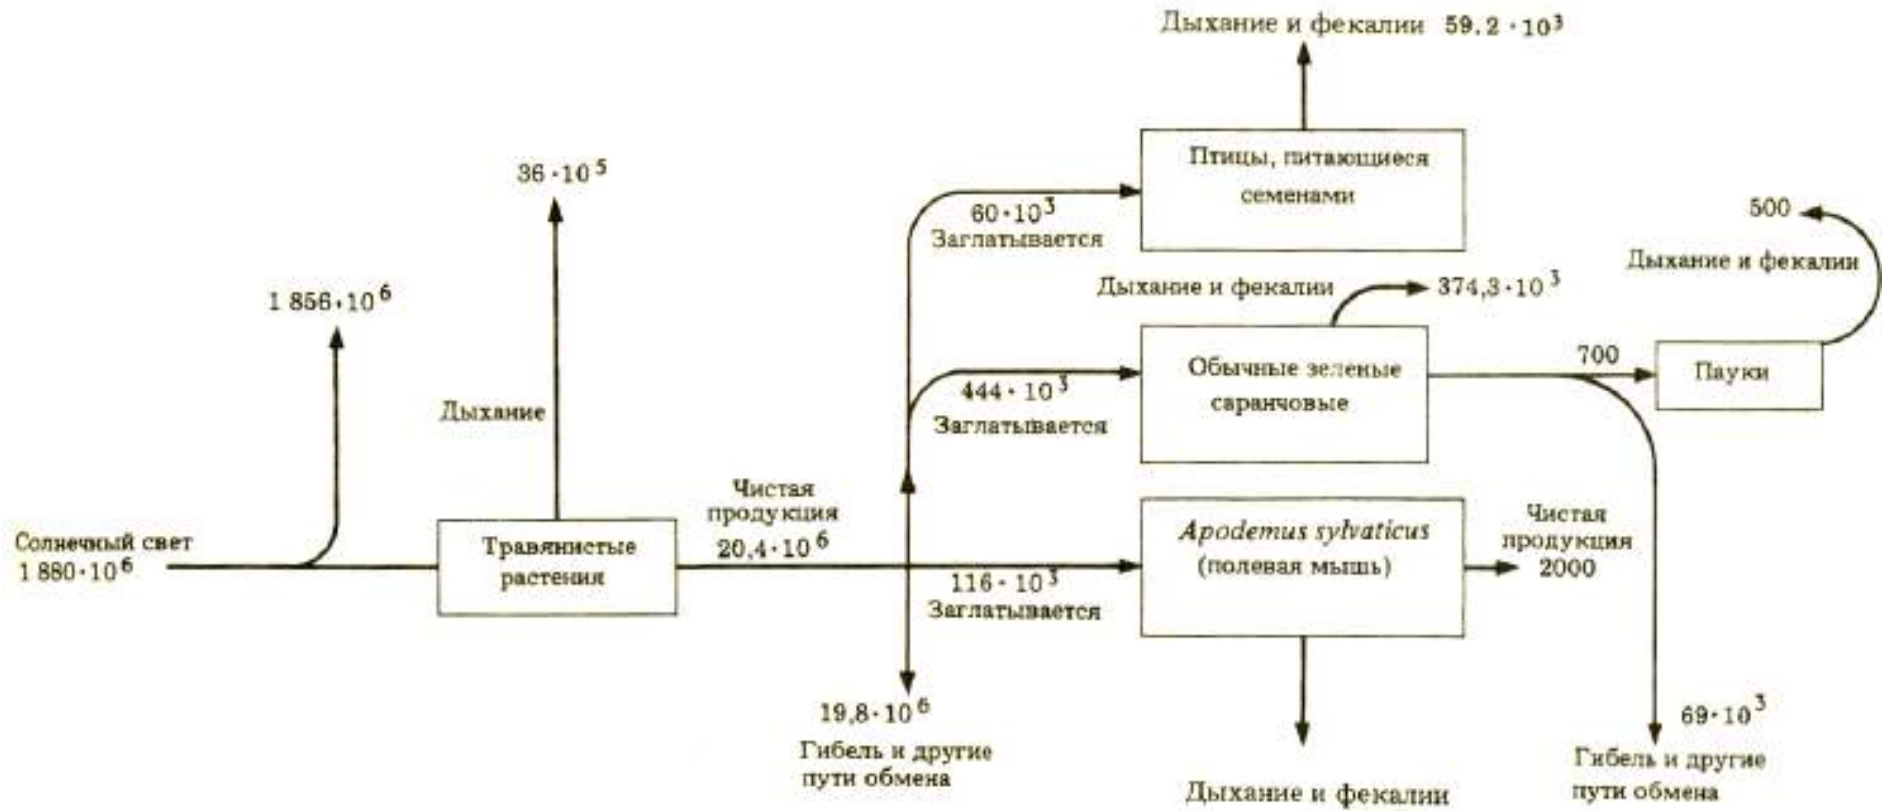 Дыхание и фекалии 59,2 · 10³
Птицы, питающиеся
семенами
36 · 10⁵
60 · 10³
Заглатывается
500
Дыхание и фекалии
1 856 · 10⁶
Дыхание и фекалии
374,3 · 10³
Дыхание
444 · 10³
Заглатывается
Обычные зеленые
саранчовые
700
Пауки
Солнечный свет
1 880 · 10⁶
Травянистые
растения
Чистая
продукция
20,4 · 10⁶
116 · 10³
Заглатывается
Apodemus sylvaticus
(полевая мышь)
Чистая
продукция
2000
19,8 · 10⁶
Гибель и другие
пути обмена
Дыхание и фекалии
69 · 10³
Гибель и другие
пути обмена